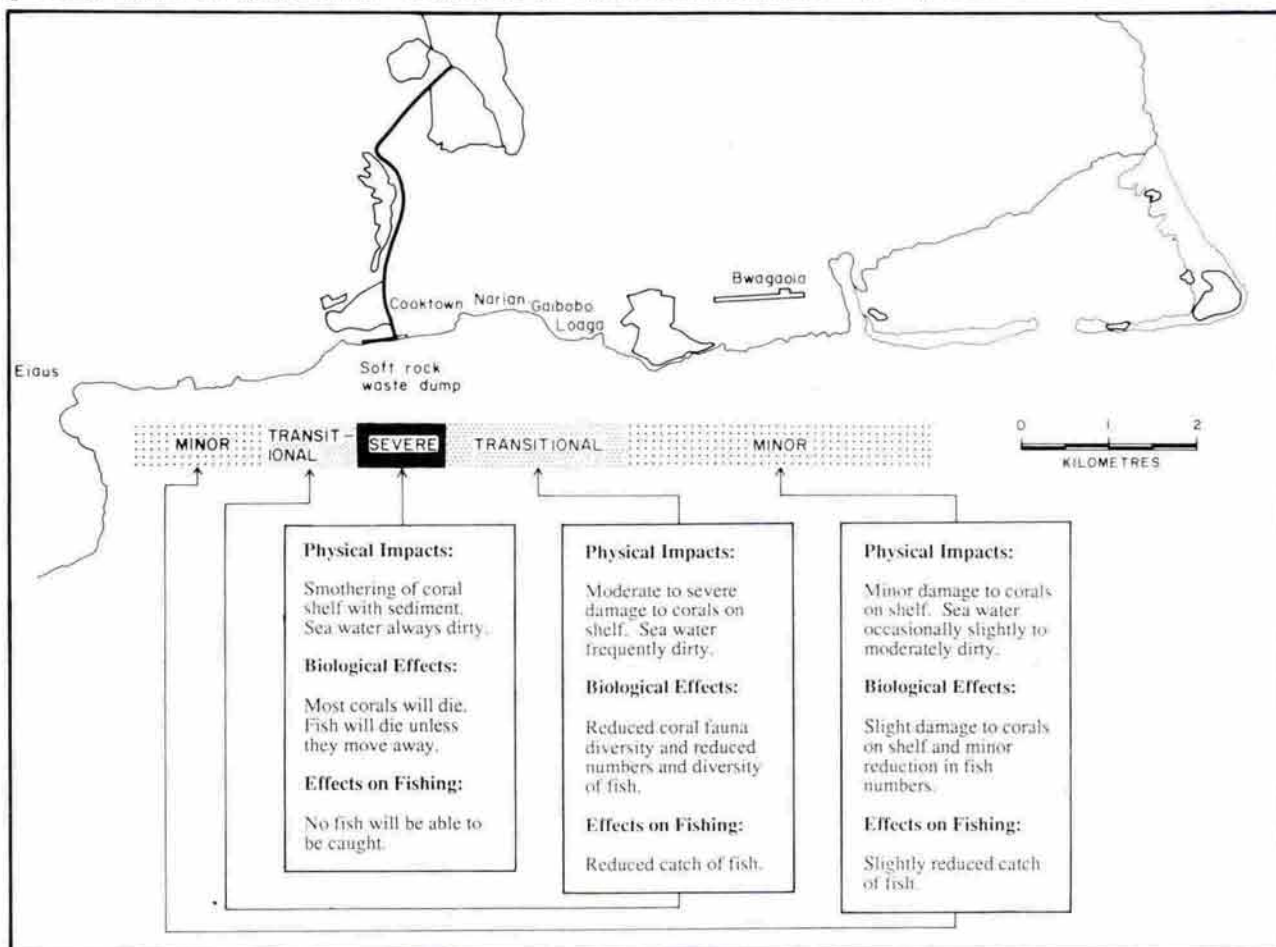 Bwagaoia
Cooktown
Narian
Gaibobo
Loaga
Eiaus
Soft rock
waste dump
MINOR
TRANSIT-
IONAL
SEVERE
TRANSITIONAL
MINOR
0 1 2
KILOMETRES
Physical Impacts:
Smothering of coral
shelf with sediment.
Sea water always dirty.
Biological Effects:
Most corals will die.
Fish will die unless
they move away.
Effects on Fishing:
No fish will be able to
be caught.
Physical Impacts:
Moderate to severe
damage to corals on
shelf. Sea water
frequently dirty.
Biological Effects:
Reduced coral fauna
diversity and reduced
numbers and diversity
of fish.
Effects on Fishing:
Reduced catch of fish.
Physical Impacts:
Minor damage to corals
on shelf. Sea water
occasionally slightly to
moderately dirty.
Biological Effects:
Slight damage to corals
on shelf and minor
reduction in fish
numbers.
Effects on Fishing:
Slightly reduced catch
of fish.